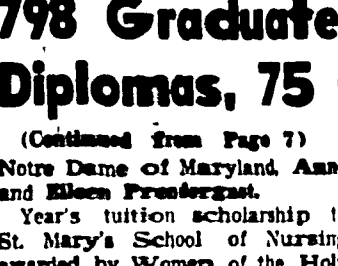 798 Graduate
Diplomas, 75
(Continued from Page 7)
Notre Dame of Maryland, Ann
and Eileen Prendergast.
Year's tuition scholarship t
St. Mary's School of Nursing
awarded by Women of the Hol